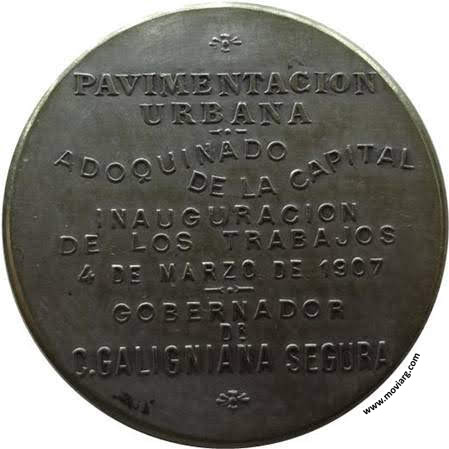 PAVIMENTACION
URBANA
ADOQUINADO
DE LA CAPITAL
INAUGURACION
DE LOS TRABAJOS
4 DE MARZO DE 1907
GOBERNADOR
DR
C. GALIGNIANA SEGURA
www.moviarg.com